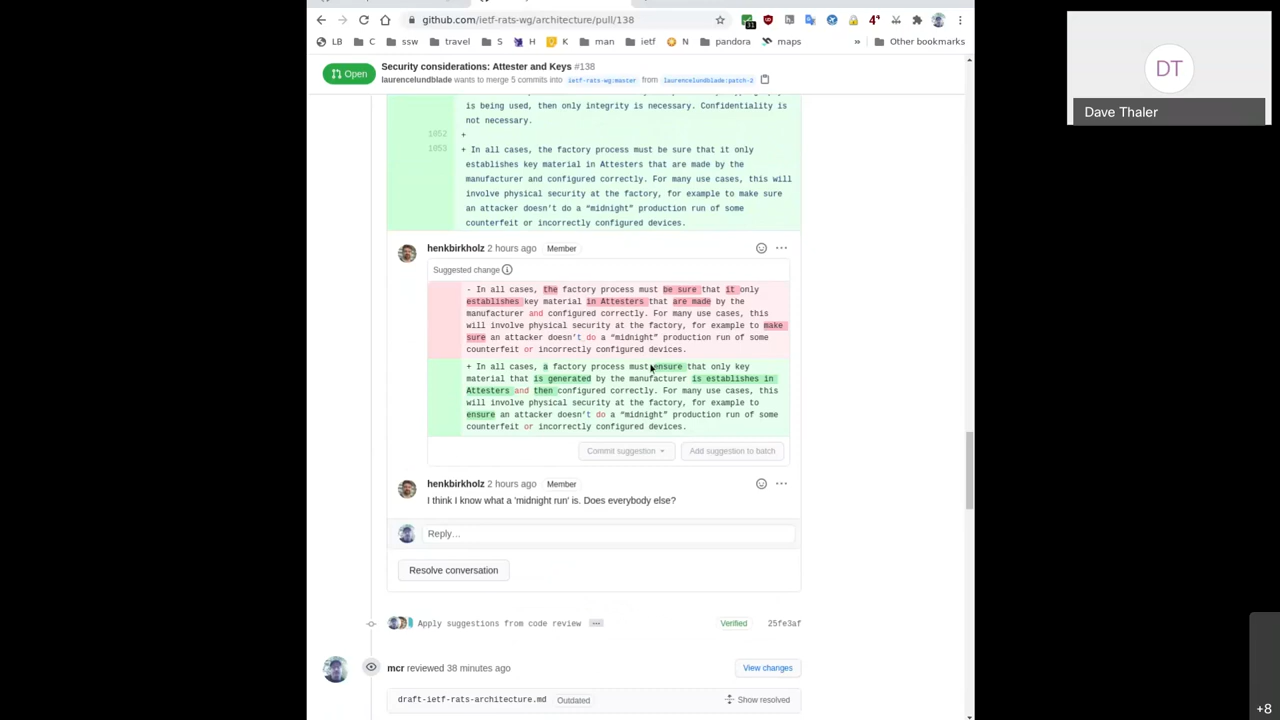 github.com/ietf-rats-wg/architecture/pull/138
LB C ssw travel S H K man ietf N pandora maps » Other bookmarks
Open
Security considerations: Attester and Keys #138
laurencelundblade wants to merge 5 commits into ietf-rats-wg:master from laurencelundblade:patch-2
is being used, then only integrity is necessary. Confidentiality is
not necessary.
1052 +
1053 + In all cases, the factory process must be sure that it only
establishes key material in Attesters that are made by the
manufacturer and configured correctly. For many use cases, this will
involve physical security at the factory, for example to make sure
an attacker doesn’t do a “midnight” production run of some
counterfeit or incorrectly configured devices.
henkbirkholz 2 hours ago Member
Suggested change
- In all cases, the factory process must be sure that it only
establishes key material in Attesters that are made by the
manufacturer and configured correctly. For many use cases, this
will involve physical security at the factory, for example to make
sure an attacker doesn’t do a “midnight” production run of some
counterfeit or incorrectly configured devices.
+ In all cases, a factory process must ensure that only key
material that is generated by the manufacturer is establishes in
Attesters and then configured correctly. For many use cases, this
will involve physical security at the factory, for example to
ensure an attacker doesn’t do a “midnight” production run of some
counterfeit or incorrectly configured devices.
Commit suggestion Add suggestion to batch
henkbirkholz 2 hours ago Member
I think I know what a 'midnight run' is. Does everybody else?
Reply...
Resolve conversation
Apply suggestions from code review ... Verified 25fe3af
mcr reviewed 38 minutes ago View changes
draft-ietf-rats-architecture.md Outdated Show resolved
DT
Dave Thaler
+8